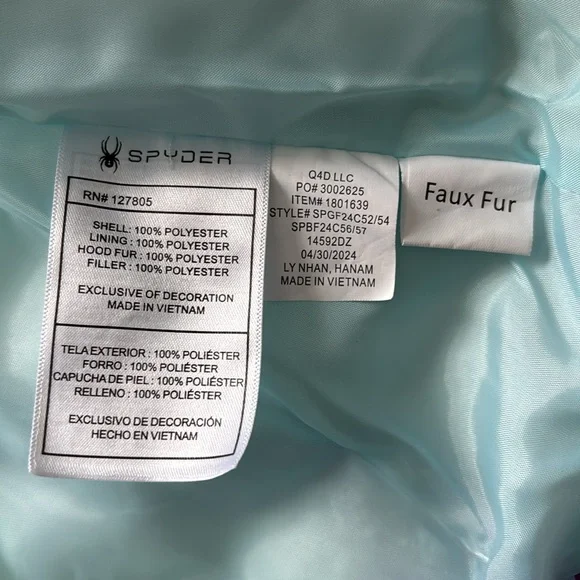 SPYDER
RN# 127805
SHELL: 100% POLYESTER
LINING : 100% POLYESTER
HOOD FUR : 100% POLYESTER
FILLER : 100% POLYESTER
EXCLUSIVE OF DECORATION
MADE IN VIETNAM
TELA EXTERIOR : 100% POLIÉSTER
FORRO : 100% POLIÉSTER
CAPUCHA DE PIEL : 100% POLIÉSTER
RELLENO : 100% POLIÉSTER
EXCLUSIVO DE DECORACIÓN
HECHO EN VIETNAM
Q4D LLC
PO# 3002625
ITEM# 1801639
STYLE# SPGF24C52/54
SPBF24C56/57
14592DZ
04/30/2024
LY NHAN, HANAM
MADE IN VIETNAM
Faux Fur